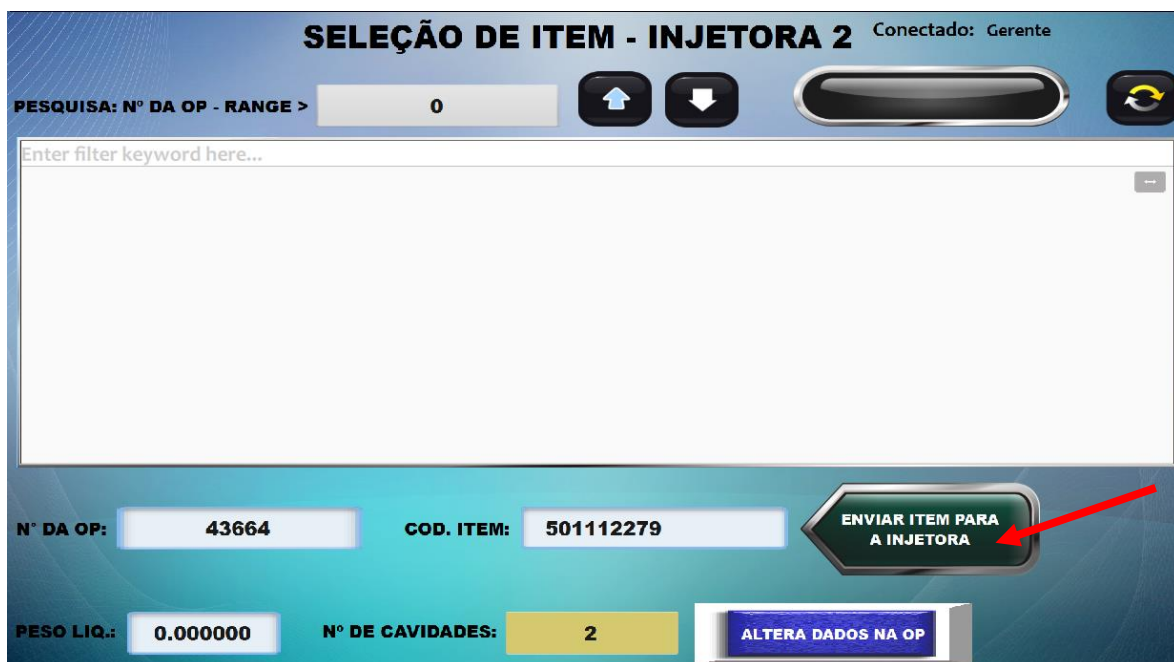 SELEÇÃO DE ITEM - INJETORA 2
Conectado: Gerente
PESQUISA: Nº DA OP - RANGE >
0
Enter filter keyword here...
N° DA OP:
43664
COD. ITEM:
501112279
ENVIAR ITEM PARA
A INJETORA
PESO LIQ.:
0.000000
Nº DE CAVIDADES:
2
ALTERA DADOS NA OP